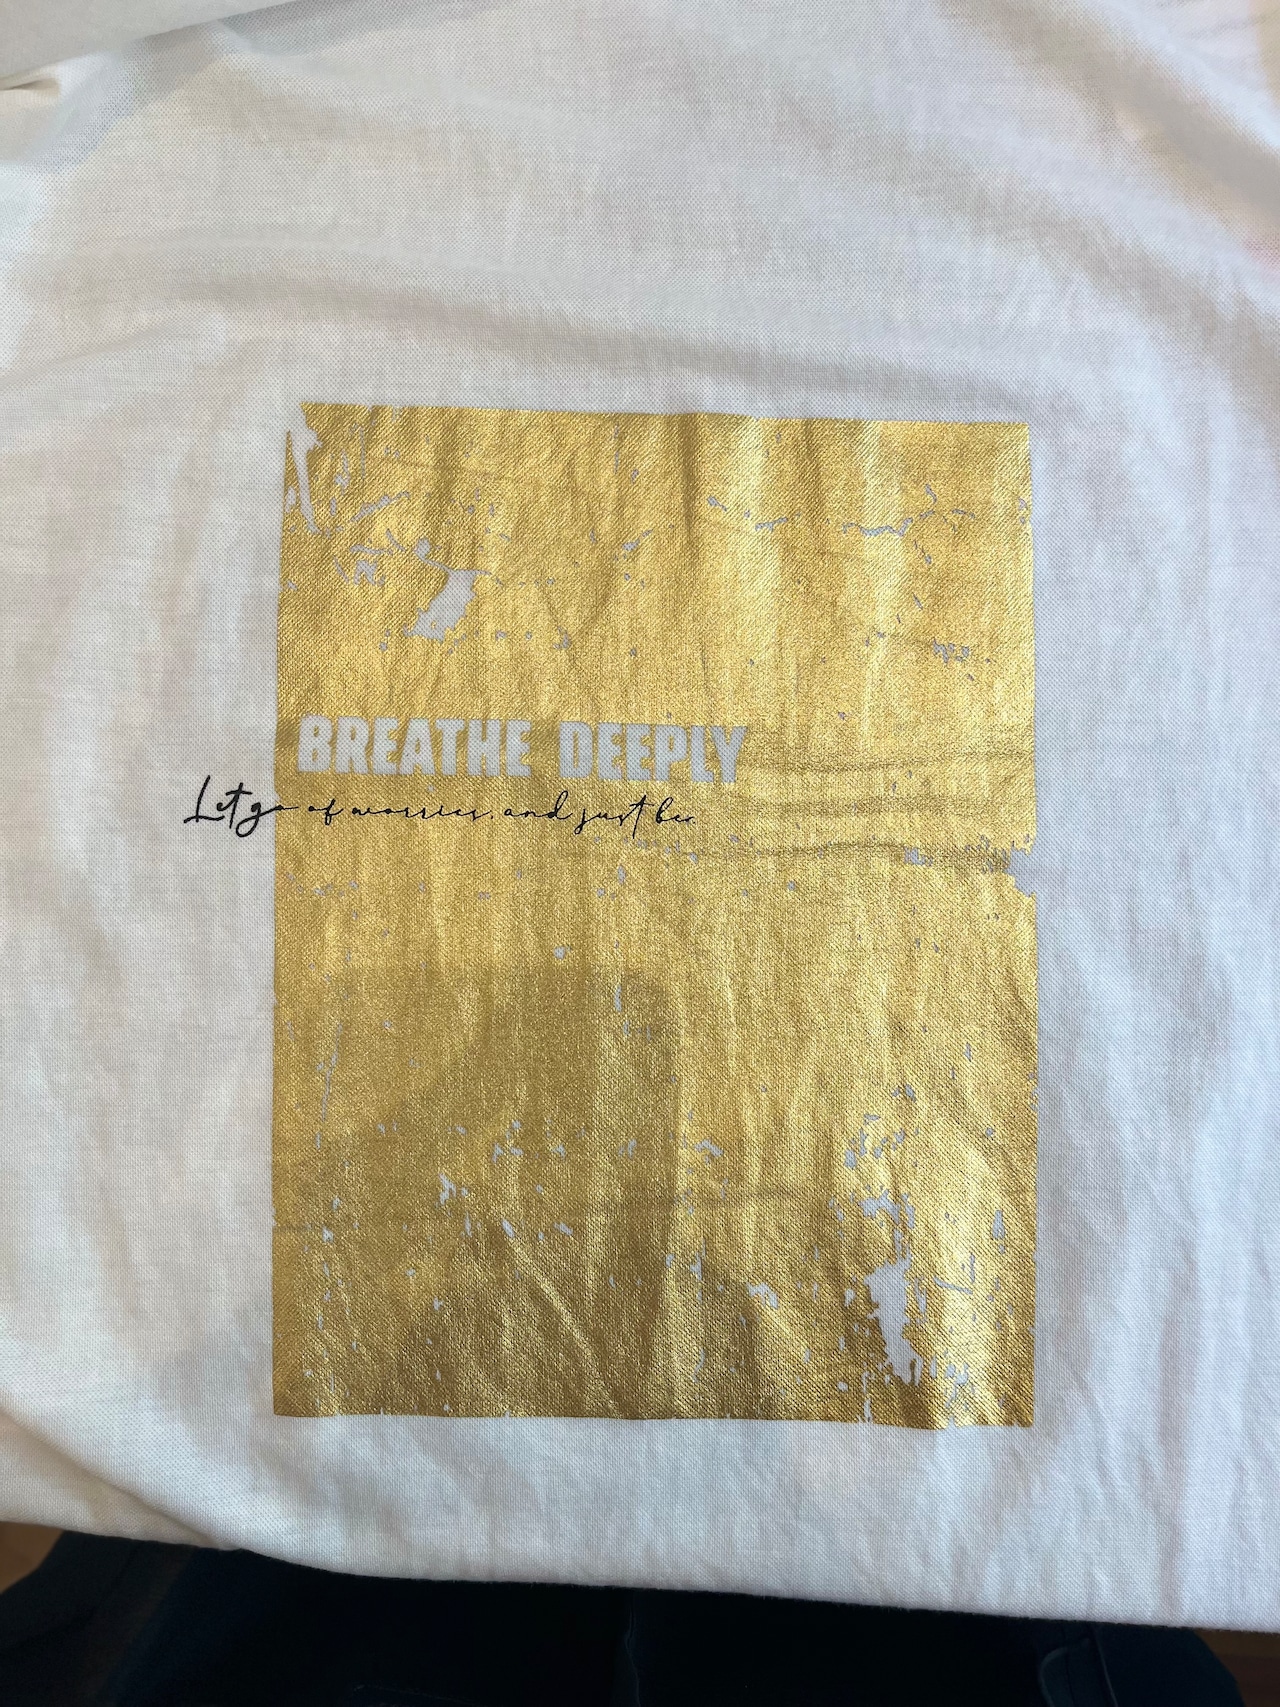 BREATHE DEEPLY
Let go of worries and just be.